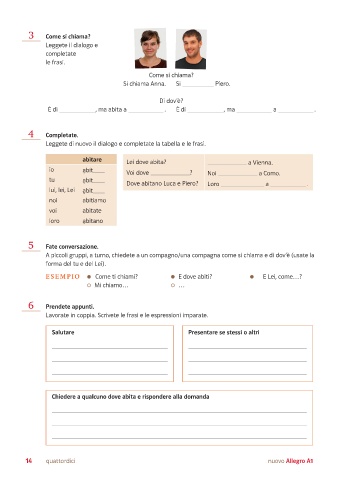 3 Come si chiama?
Leggete il dialogo e
completate
le frasi.
Come si chiama?
Si chiama Anna. Si __________ Piero.
Di dov'è?
È di __________, ma abita a __________. È di __________, ma __________ a __________.
4 Completate.
Leggete di nuovo il dialogo e completate la tabella e le frasi.
abitare
io abit____
tu abit____
lui, lei, Lei abit____
noi abitiamo
voi abitate
loro abitano
Lei dove abita? __________ a Vienna.
Voi dove __________? Noi __________ a Como.
Dove abitano Luca e Piero? Loro __________ a __________.
5 Fate conversazione.
A piccoli gruppi, a turno, chiedete a un compagno/una compagna come si chiama e di dov'è (usate la
forma del tu e del Lei).
ESEMPIO ● Come ti chiami? ● E dove abiti? ● E Lei, come…?
○ Mi chiamo… ○ …
6 Prendete appunti.
Lavorate in coppia. Scrivete le frasi e le espressioni imparate.
Salutare
Presentare se stessi o altri
Chiedere a qualcuno dove abita e rispondere alla domanda
14 quattordici
nuovo Allegro A1